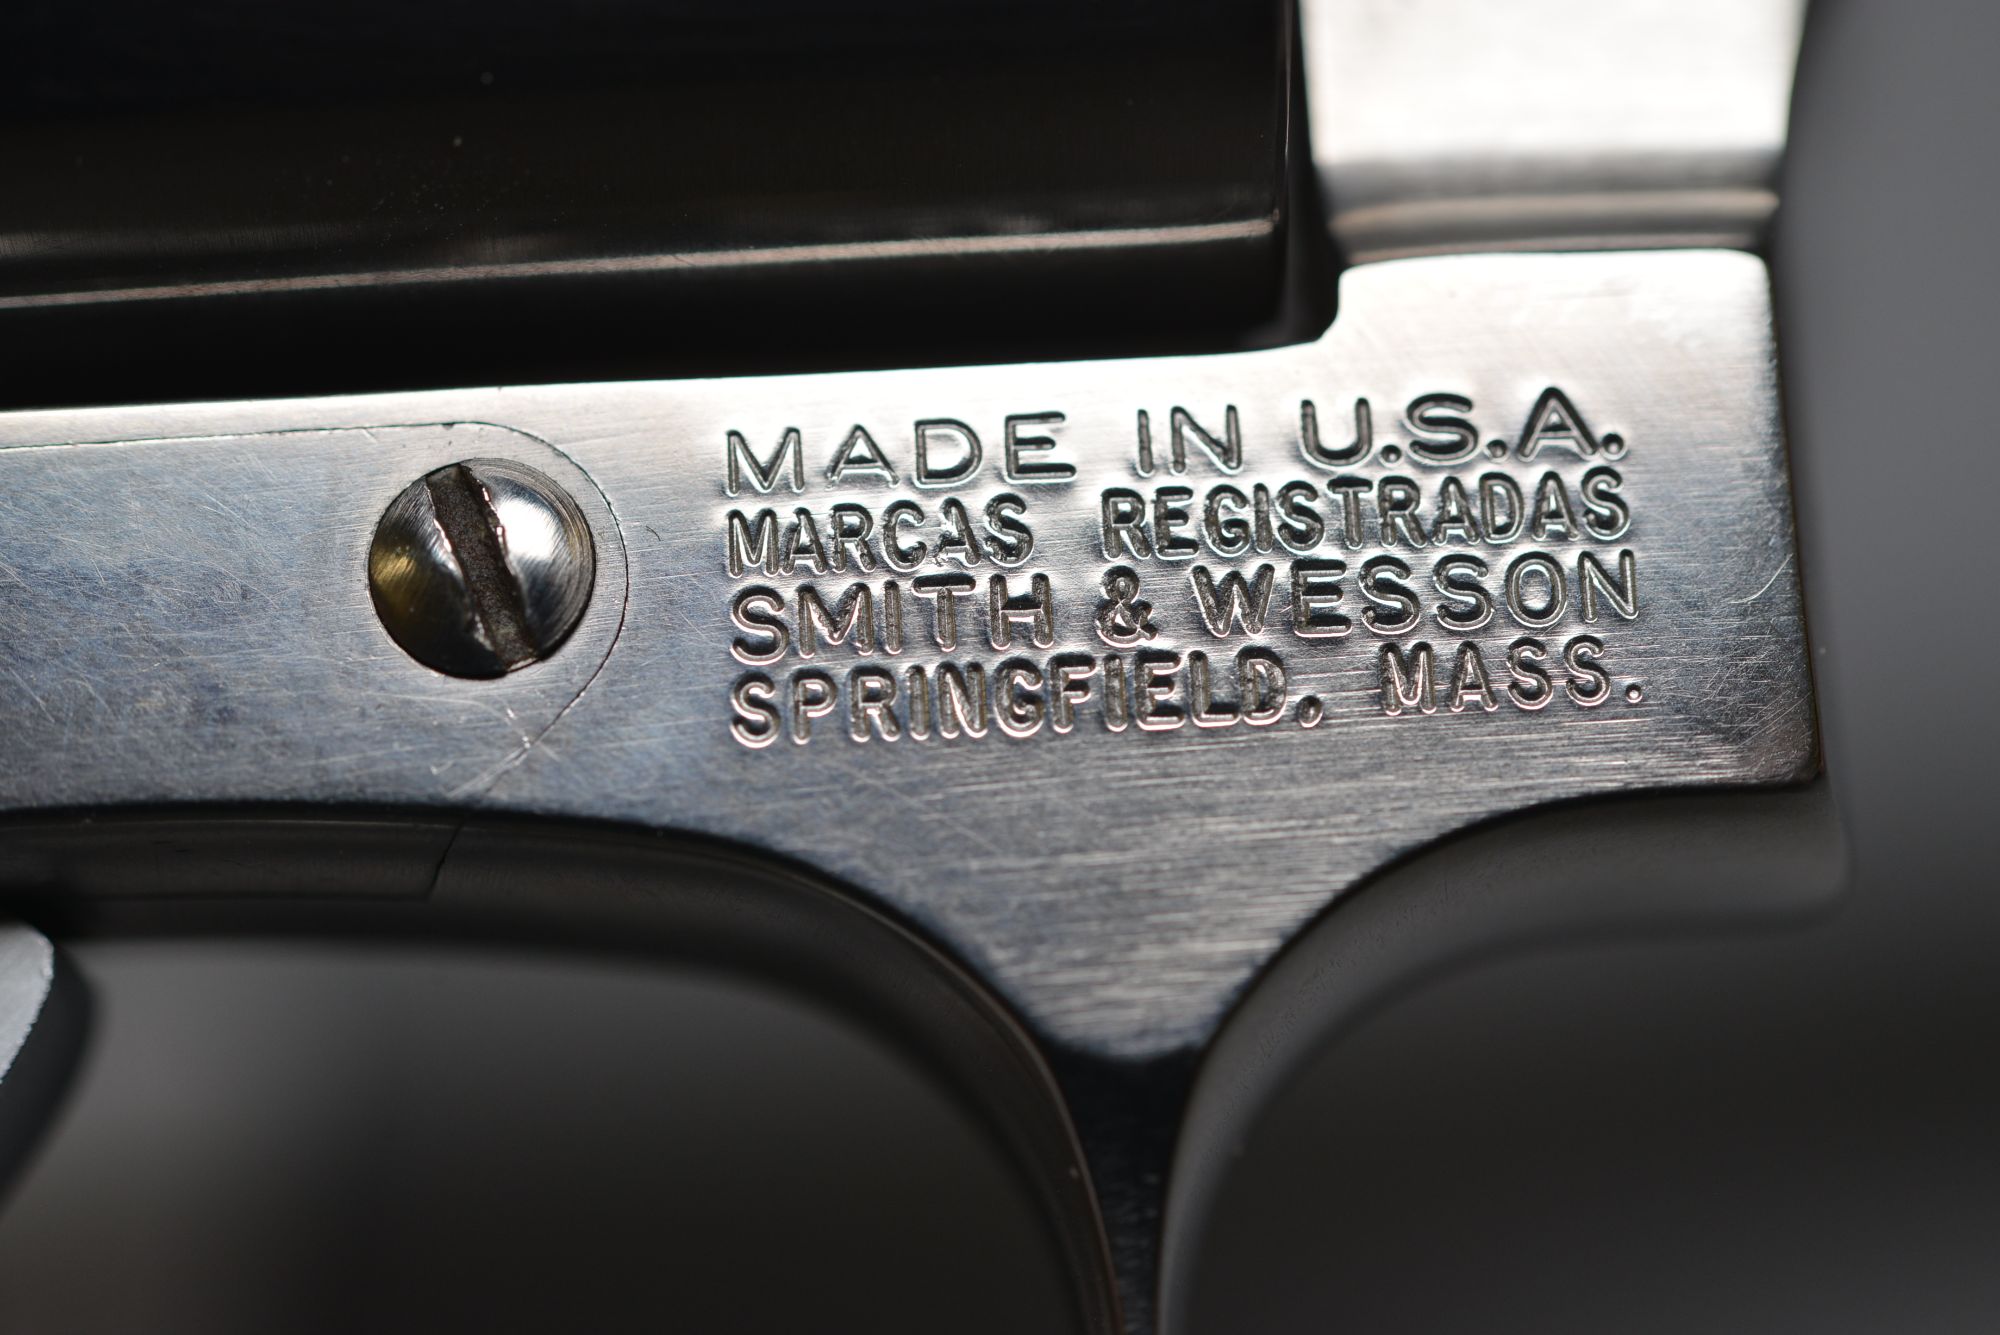 MADE IN U.S.A.
MARCAS REGISTRADAS
SMITH & WESSON
SPRINGFIELD. MASS.